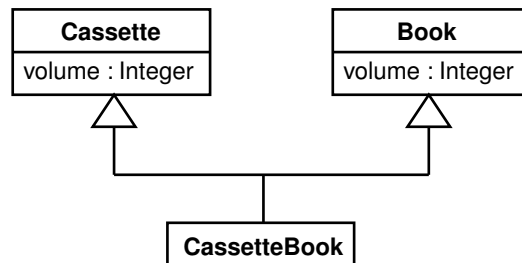 Cassette
volume : Integer
Book
volume : Integer
CassetteBook